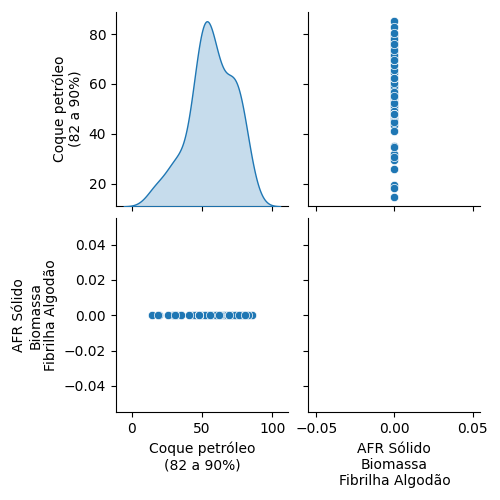 80
60
40
20
Coque petróleo
(82 a 90%)
0.04
0.02
0.00
−0.02
−0.04
AFR Sólido
Biomassa
Fibrilha Algodão
0 50 100
−0.05 0.00 0.05
Coque petróleo
(82 a 90%)
AFR Sólido
Biomassa
Fibrilha Algodão